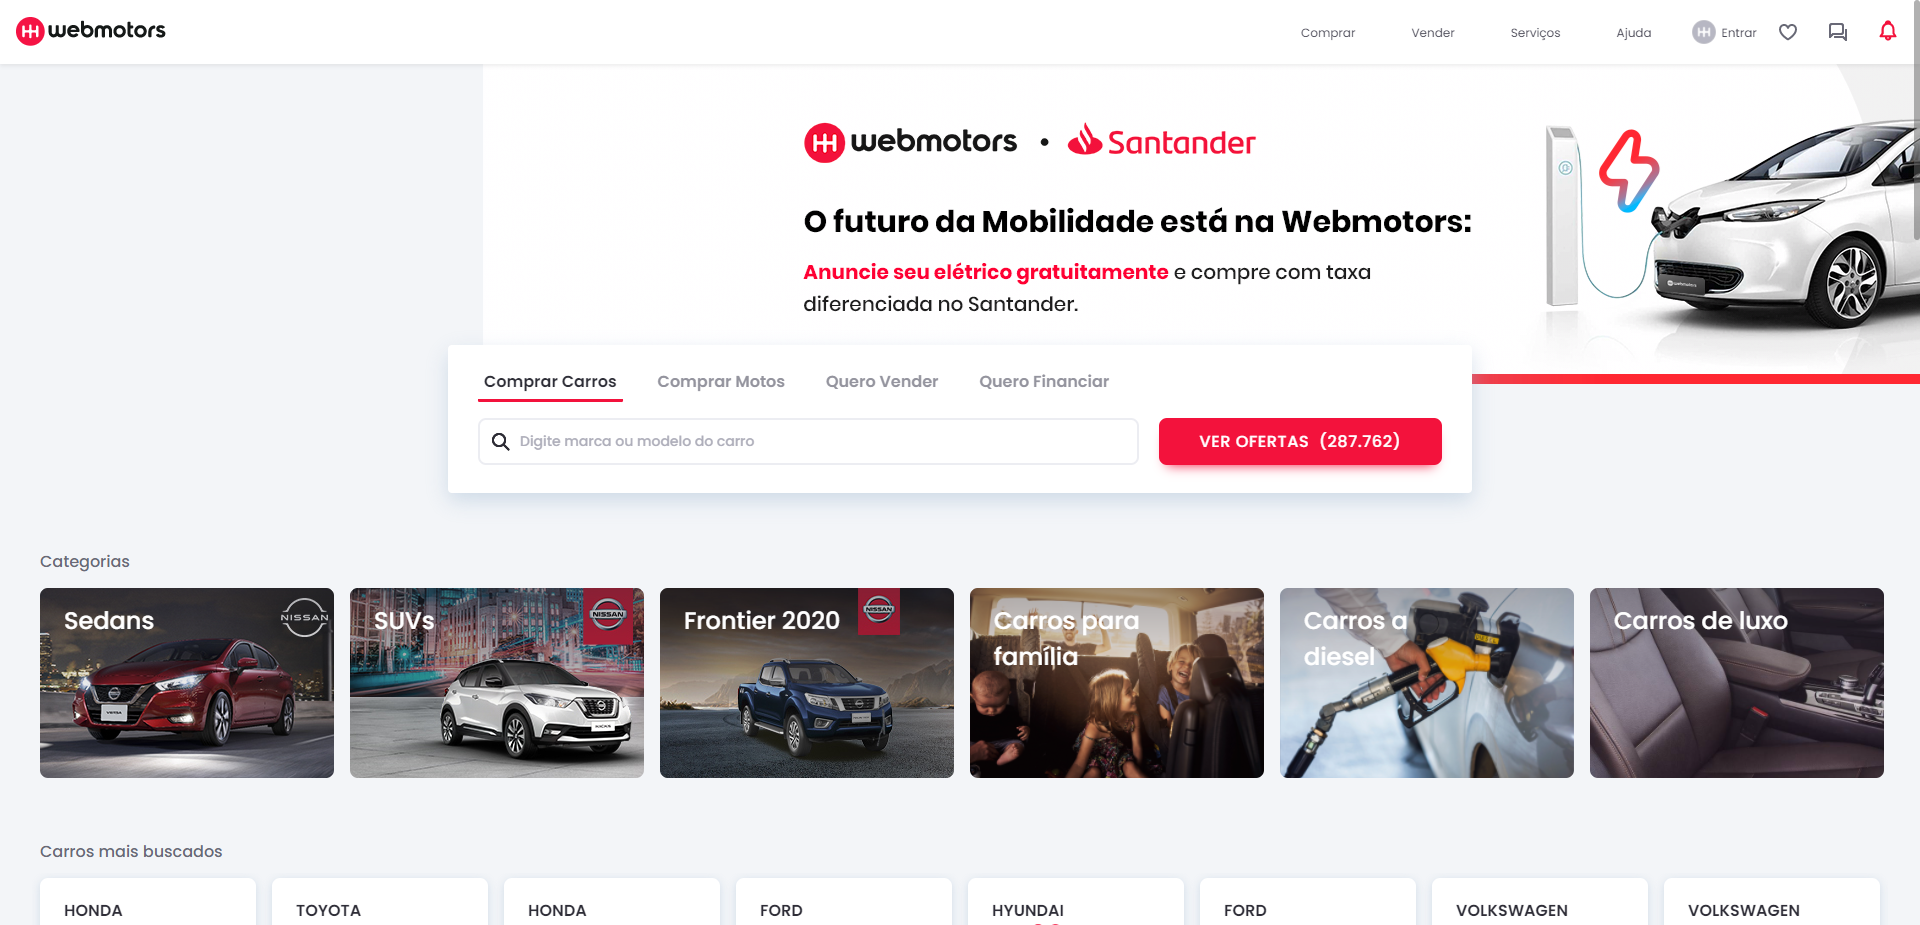 webmotors
Comprar
Vender
Serviços
Ajuda
Entrar
webmotors • Santander
O futuro da Mobilidade está na Webmotors:
Anuncie seu elétrico gratuitamente e compre com taxa
diferenciada no Santander.
webmotors
Comprar Carros
Comprar Motos
Quero Vender
Quero Financiar
Digite marca ou modelo do carro
VER OFERTAS (287.762)
Categorias
Sedans
NISSAN
VERSA
SUVs
NISSAN
KICKS
Frontier 2020
NISSAN
Carros para
família
Carros a
diesel
Carros de luxo
Carros mais buscados
HONDA
TOYOTA
HONDA
FORD
HYUNDAI
FORD
VOLKSWAGEN
VOLKSWAGEN